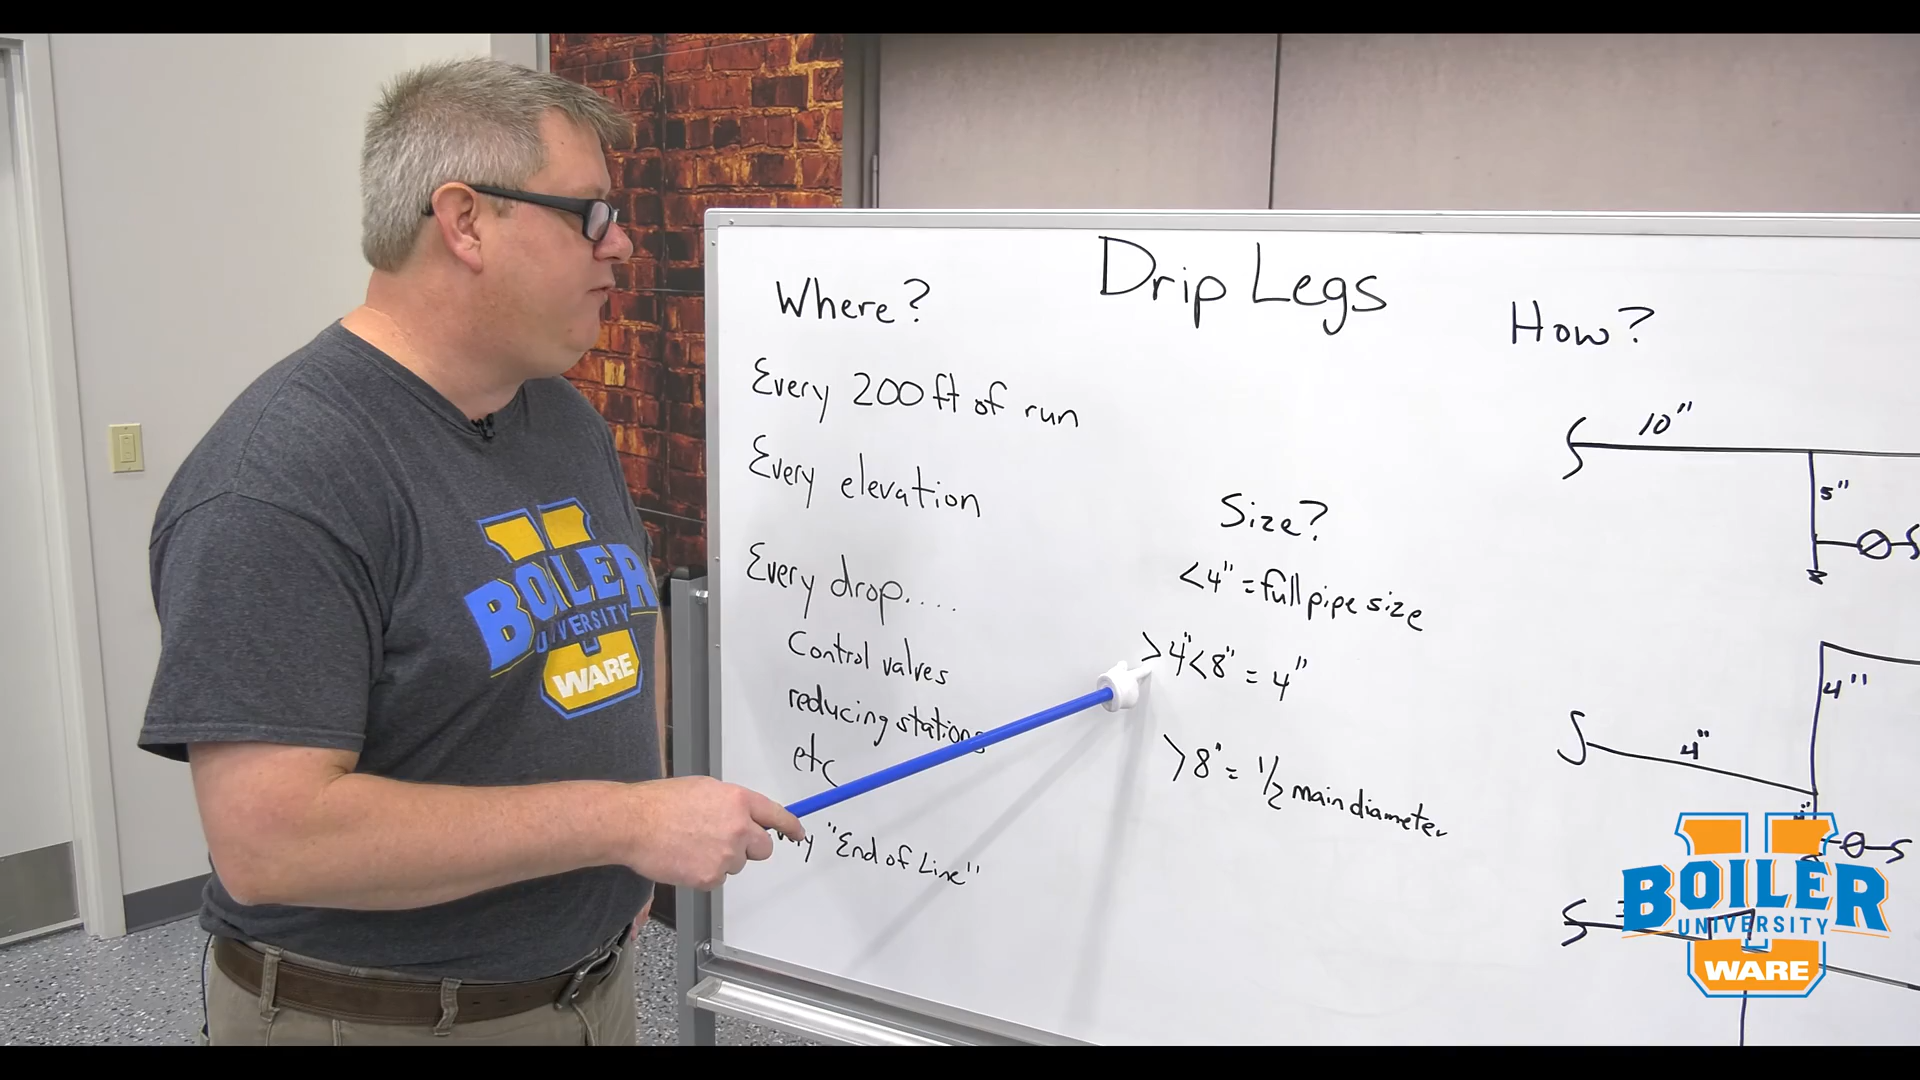 Drip Legs
Where?
Every 200 ft of run
Every elevation
Every drop....
Control valves
reducing stations
etc
"End of Line"
Size?
<4" = full pipe size
>4"<8" = 4"
>8" = 1/2 main diameter
How?
10"
5"
4"
4"
BOILER
UNIVERSITY
WARE
BOILER
UNIVERSITY
WARE